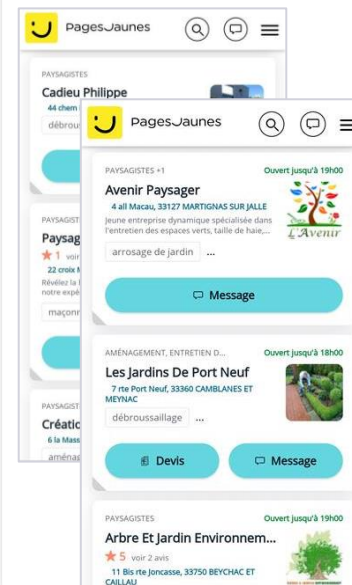 PagesJaunes
PAYSAGISTES
Cadieu Philippe
44 chem
débrou
PAYSAGIST
Paysag
1 voir
22 croix
Révélez la
notre expé
maçonn
PAYSAGIST
Créatic
6 la Mass
aménag
PagesJaunes
PAYSAGISTES +1
Ouvert jusqu'à 19h00
Avenir Paysager
4 all Macau, 33127 MARTIGNAS SUR JALLE
Jeune entreprise dynamique spécialisée dans
l'entretien des espaces verts, taille de haie,...
L'Avenir
arrosage de jardin ...
Message
AMÉNAGEMENT, ENTRETIEN D...
Ouvert jusqu'à 18h00
Les Jardins De Port Neuf
7 rte Port Neuf, 33360 CAMBLANES ET
MEYNAC
débroussaillage ...
Devis
Message
PAYSAGISTES
Ouvert jusqu'à 19h00
Arbre Et Jardin Environnem...
5 voir 2 avis
11 Bis rte Joncasse, 33750 BEYCHAC ET
CAILLAU